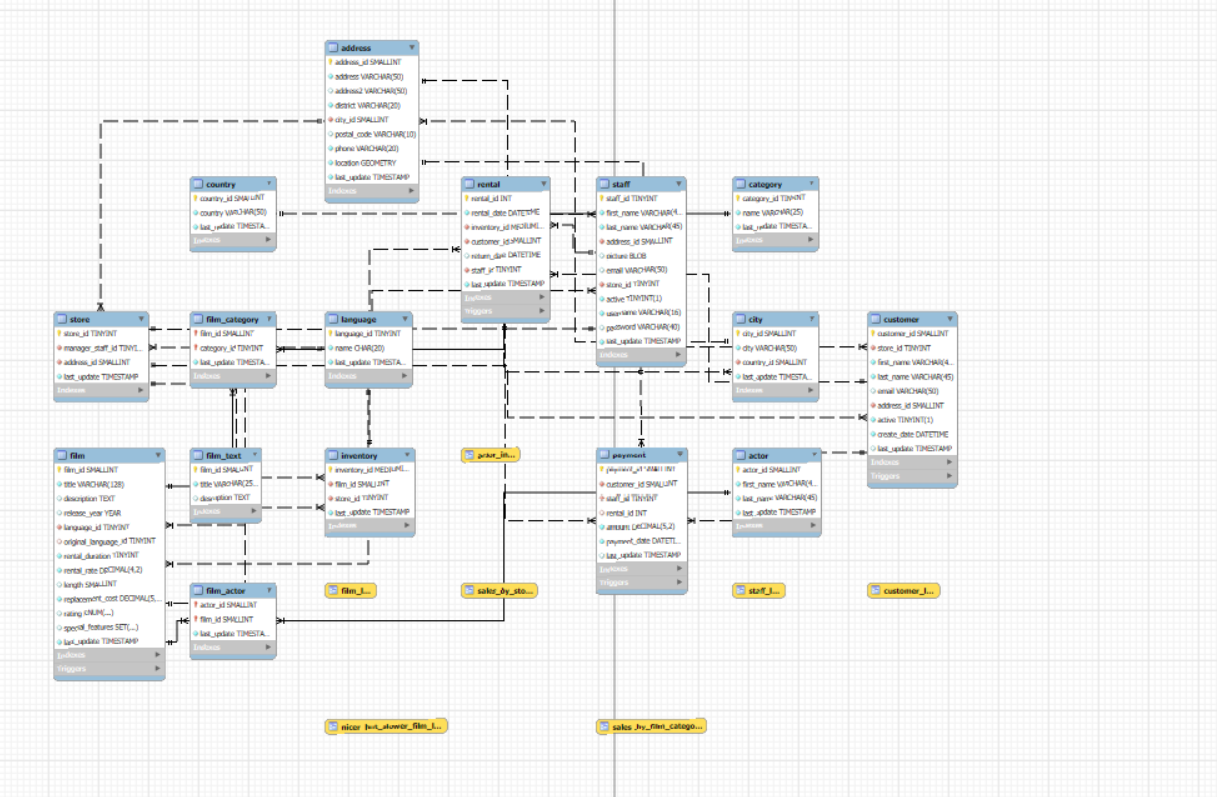 address
address_id SMALLINT
address VARCHAR(50)
address2 VARCHAR(50)
district VARCHAR(20)
city_id SMALLINT
postal_code VARCHAR(10)
phone VARCHAR(20)
location GEOMETRY
last_update TIMESTAMP
Indexes
country
country_id SMALLINT
country VARCHAR(50)
last_update TIMESTA...
Indexes
rental
rental_id INT
rental_date DATETIME
inventory_id MEDIUMI...
customer_id SMALLINT
return_date DATETIME
staff_id TINYINT
last_update TIMESTAMP
Indexes
Triggers
staff
staff_id TINYINT
first_name VARCHAR(4...
last_name VARCHAR(45)
address_id SMALLINT
picture BLOB
email VARCHAR(50)
store_id TINYINT
active TINYINT(1)
username VARCHAR(16)
password VARCHAR(40)
last_update TIMESTAMP
Indexes
category
category_id TINYINT
name VARCHAR(25)
last_update TIMESTA...
Indexes
store
store_id TINYINT
manager_staff_id TINYI...
address_id SMALLINT
last_update TIMESTAMP
Indexes
film_category
film_id SMALLINT
category_id TINYINT
last_update TIMESTA...
Indexes
language
language_id TINYINT
name CHAR(20)
last_update TIMESTA...
Indexes
city
city_id SMALLINT
city VARCHAR(50)
country_id SMALLINT
last_update TIMESTA...
Indexes
customer
customer_id SMALLINT
store_id TINYINT
first_name VARCHAR(4...
last_name VARCHAR(45)
email VARCHAR(50)
address_id SMALLINT
active TINYINT(1)
create_date DATETIME
last_update TIMESTAMP
Indexes
Triggers
film
film_id SMALLINT
title VARCHAR(128)
description TEXT
release_year YEAR
language_id TINYINT
original_language_id TINYINT
rental_duration TINYINT
rental_rate DECIMAL(4,2)
length SMALLINT
replacement_cost DECIMAL(5,...
rating ENUM(...)
special_features SET(...)
last_update TIMESTAMP
Indexes
Triggers
film_text
film_id SMALLINT
title VARCHAR(25...
description TEXT
Indexes
inventory
inventory_id MEDIUMI...
film_id SMALLINT
store_id TINYINT
last_update TIMESTAMP
Indexes
actor_in...
payment
payment_id SMALLINT
customer_id SMALLINT
staff_id TINYINT
rental_id INT
amount DECIMAL(5,2)
payment_date DATETI...
last_update TIMESTAMP
Indexes
Triggers
actor
actor_id SMALLINT
first_name VARCHAR(4...
last_name VARCHAR(45)
last_update TIMESTAMP
Indexes
film_actor
actor_id SMALLINT
film_id SMALLINT
last_update TIMESTA...
Indexes
film_l...
sales_by_sto...
staff_l...
customer_l...
nicer_but_slower_film_l...
sales_by_film_catego...